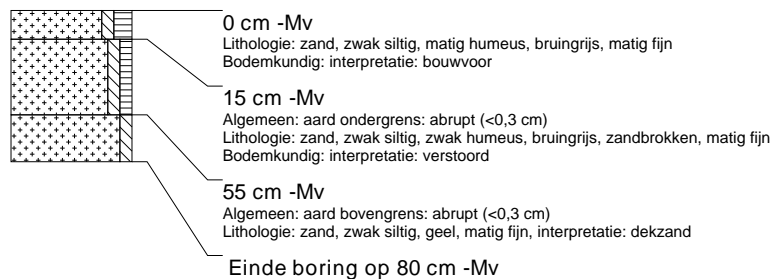 0 cm -Mv
Lithologie: zand, zwak siltig, matig humeus, bruingrijs, matig fijn
Bodemkundig: interpretatie: bouwvoor
15 cm -Mv
Algemeen: aard ondergrens: abrupt (<0,3 cm)
Lithologie: zand, zwak siltig, zwak humeus, bruingrijs, zandbrokken, matig fijn
Bodemkundig: interpretatie: verstoord
55 cm -Mv
Algemeen: aard bovengrens: abrupt (<0,3 cm)
Lithologie: zand, zwak siltig, geel, matig fijn, interpretatie: dekzand
Einde boring op 80 cm -Mv